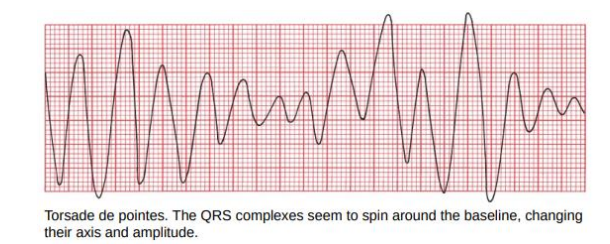 Torsade de pointes. The QRS complexes seem to spin around the baseline, changing
their axis and amplitude.